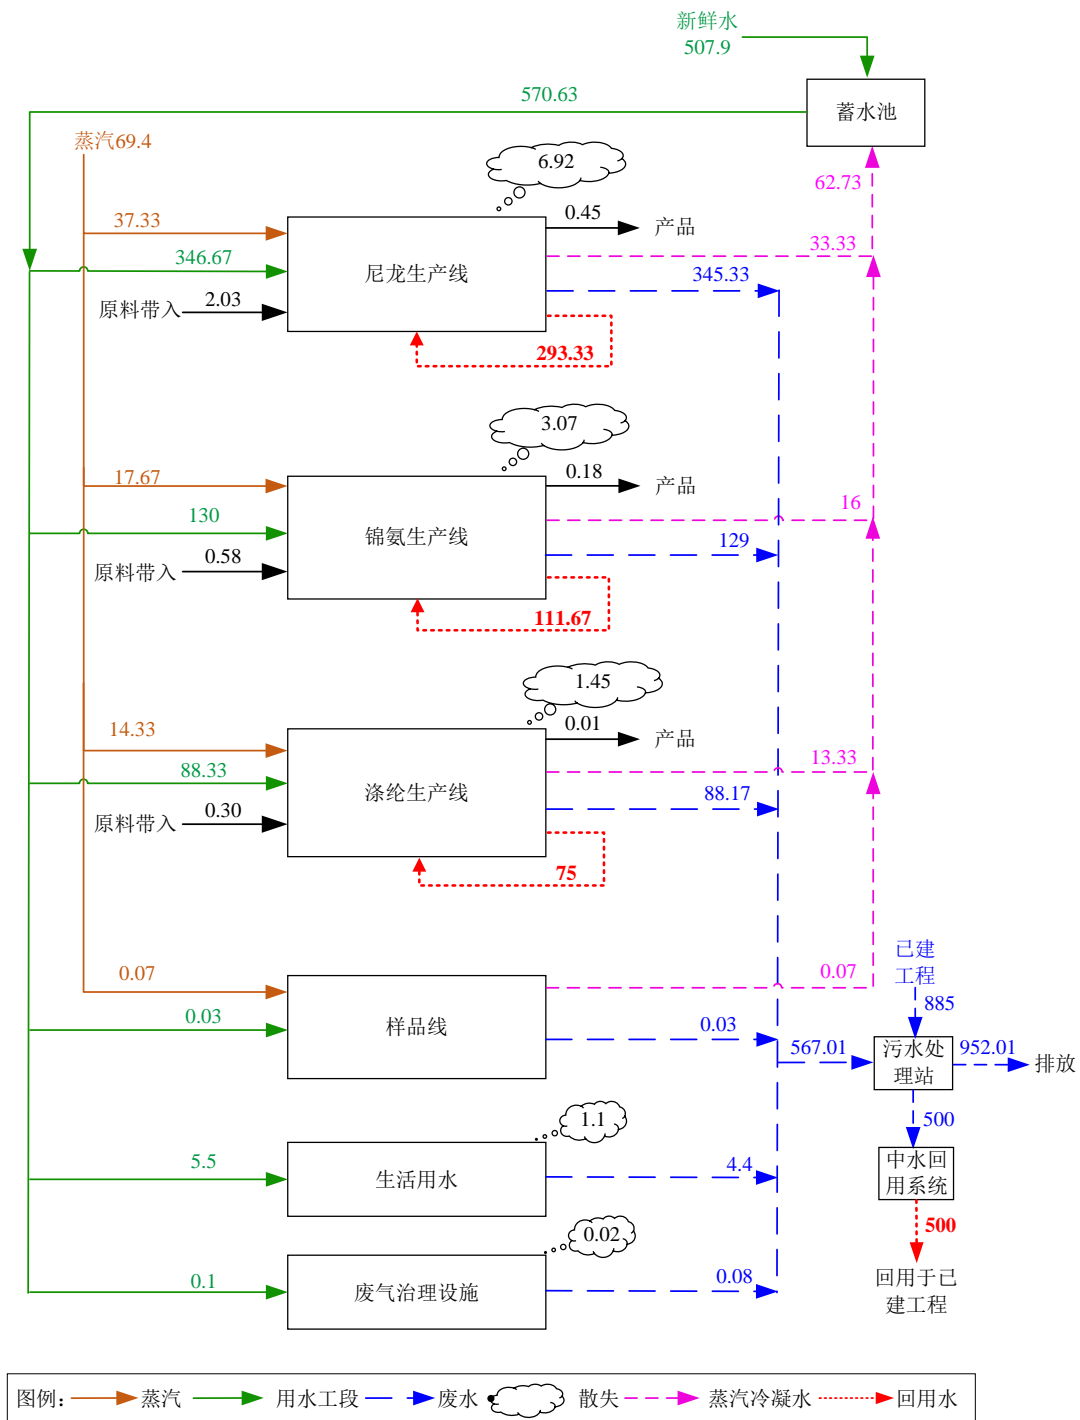 新鲜水
507.9
570.63
蓄水池
蒸汽69.4
6.92
62.73
37.33
0.45
产品
33.33
346.67
尼龙生产线
345.33
原料带入
2.03
293.33
3.07
17.67
0.18
产品
16
130
锦氨生产线
129
原料带入
0.58
111.67
1.45
14.33
0.01
产品
13.33
88.33
涤纶生产线
88.17
原料带入
0.30
75
已建
工程
0.07
0.07
885
0.03
样品线
0.03
567.01
污水处
理站
952.01
排放
500
1.1
5.5
生活用水
4.4
中水回
用系统
500
0.02
0.1
废气治理设施
0.08
回用于已
建工程
图例: 蒸汽 用水工段 废水 散失 蒸汽冷凝水 回用水